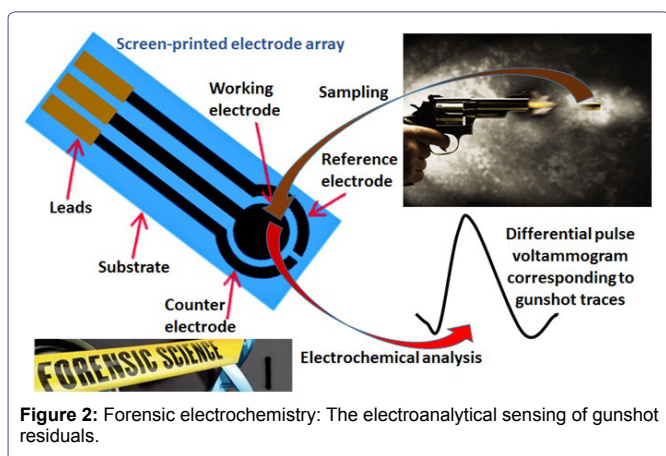 Screen-printed electrode array
Working
electrode
Sampling
Reference
electrode
Leads
Substrate
Counter
electrode
Differential pulse
voltammogram
corresponding to
gunshot traces
Electrochemical analysis
FORENSIC SCIENCE
Figure 2: Forensic electrochemistry: The electroanalytical sensing of gunshot
residuals.